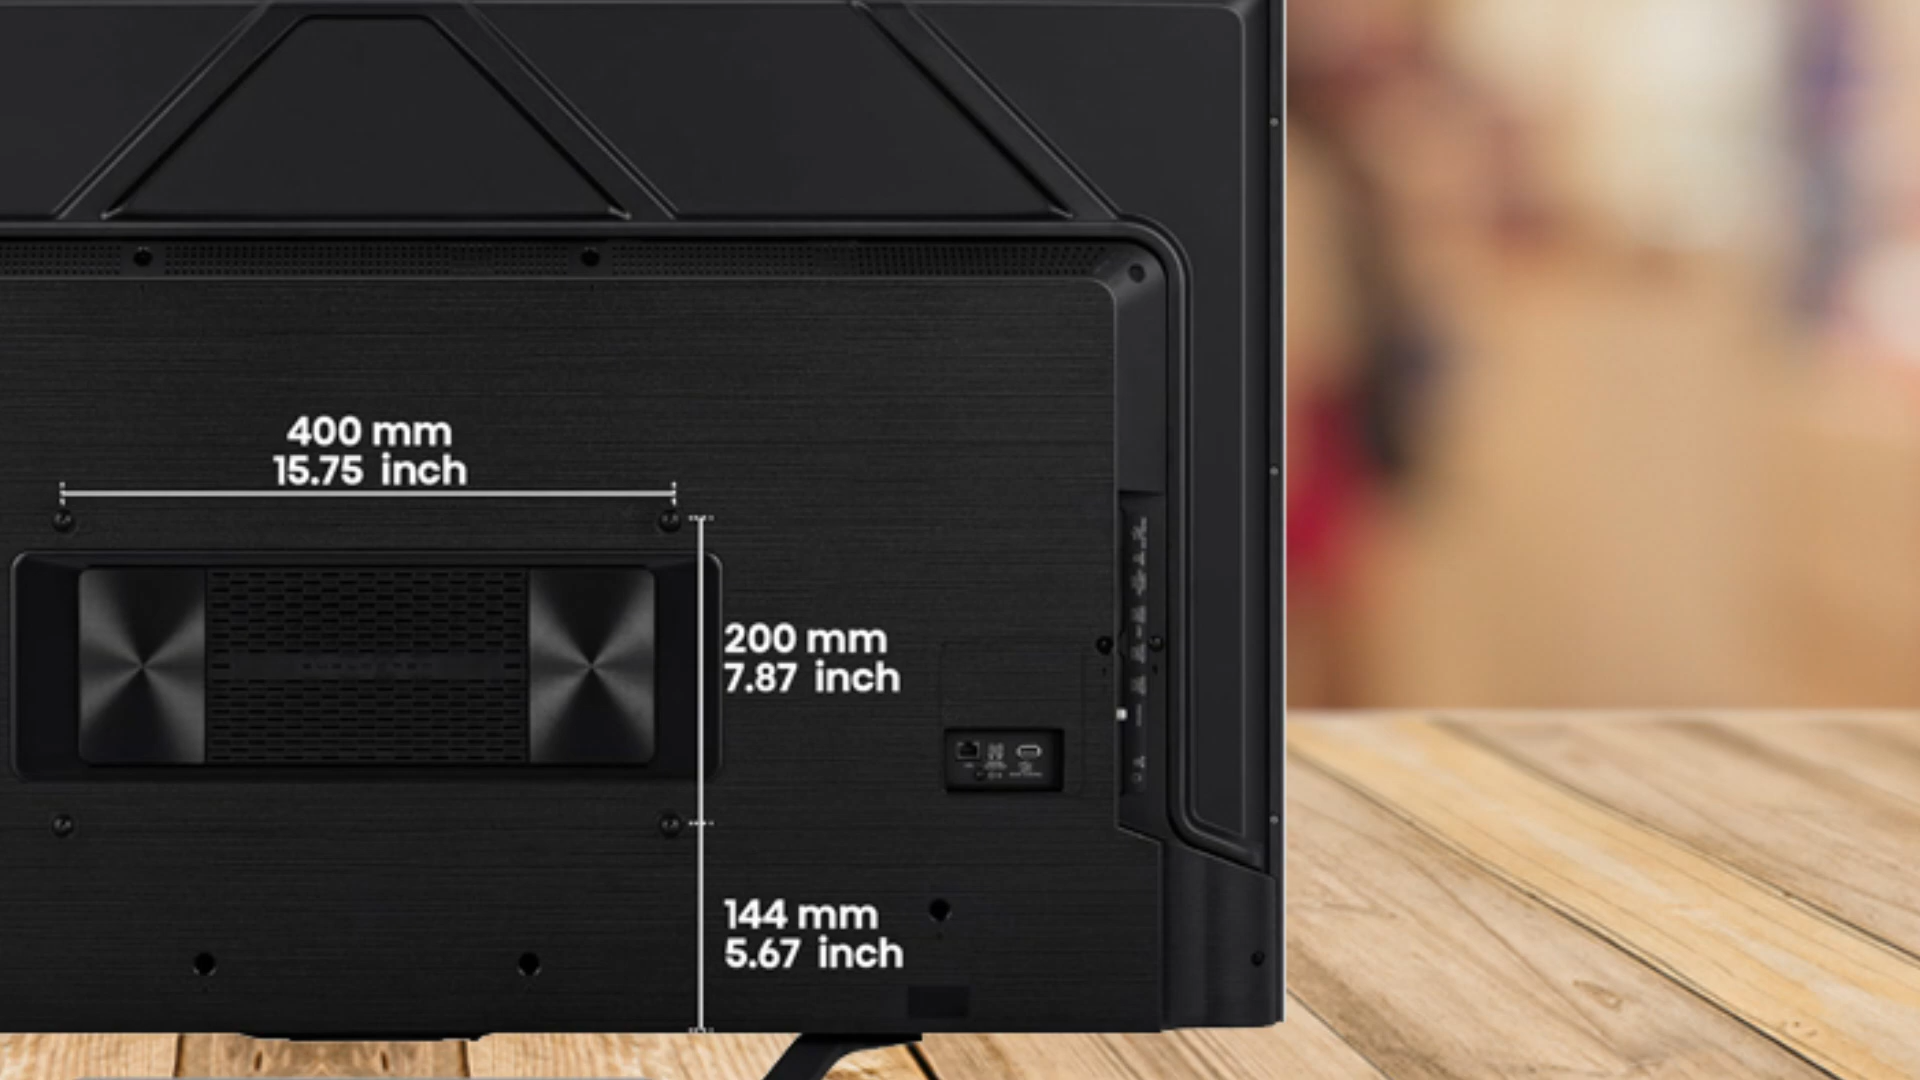 400 mm
15.75 inch
200 mm
7.87 inch
144 mm
5.67 inch